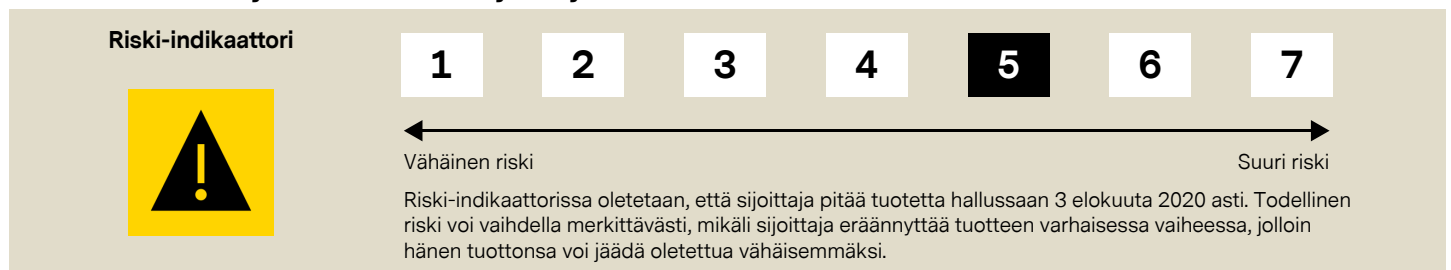 Riski-indikaattori
1 2 3 4 5 6 7
Vähäinen riski Suuri riski
Riski-indikaattorissa oletetaan, että sijoittaja pitää tuotetta hallussaan 3 elokuuta 2020 asti. Todellinen
riski voi vaihdella merkittävästi, mikäli sijoittaja eräännyttää tuotteen varhaisessa vaiheessa, jolloin
hänen tuottonsa voi jäädä oletettua vähäisemmäksi.